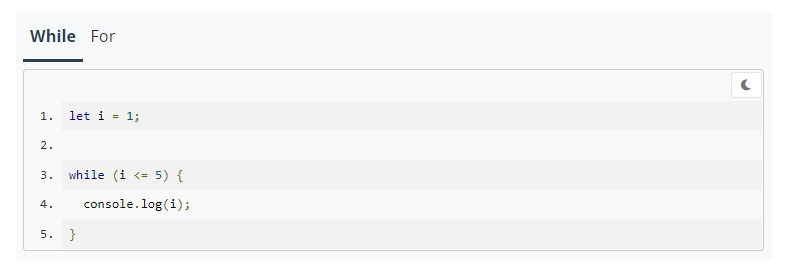 While For
1. let i = 1;
2.
3. while (i <= 5) {
4.   console.log(i);
5. }